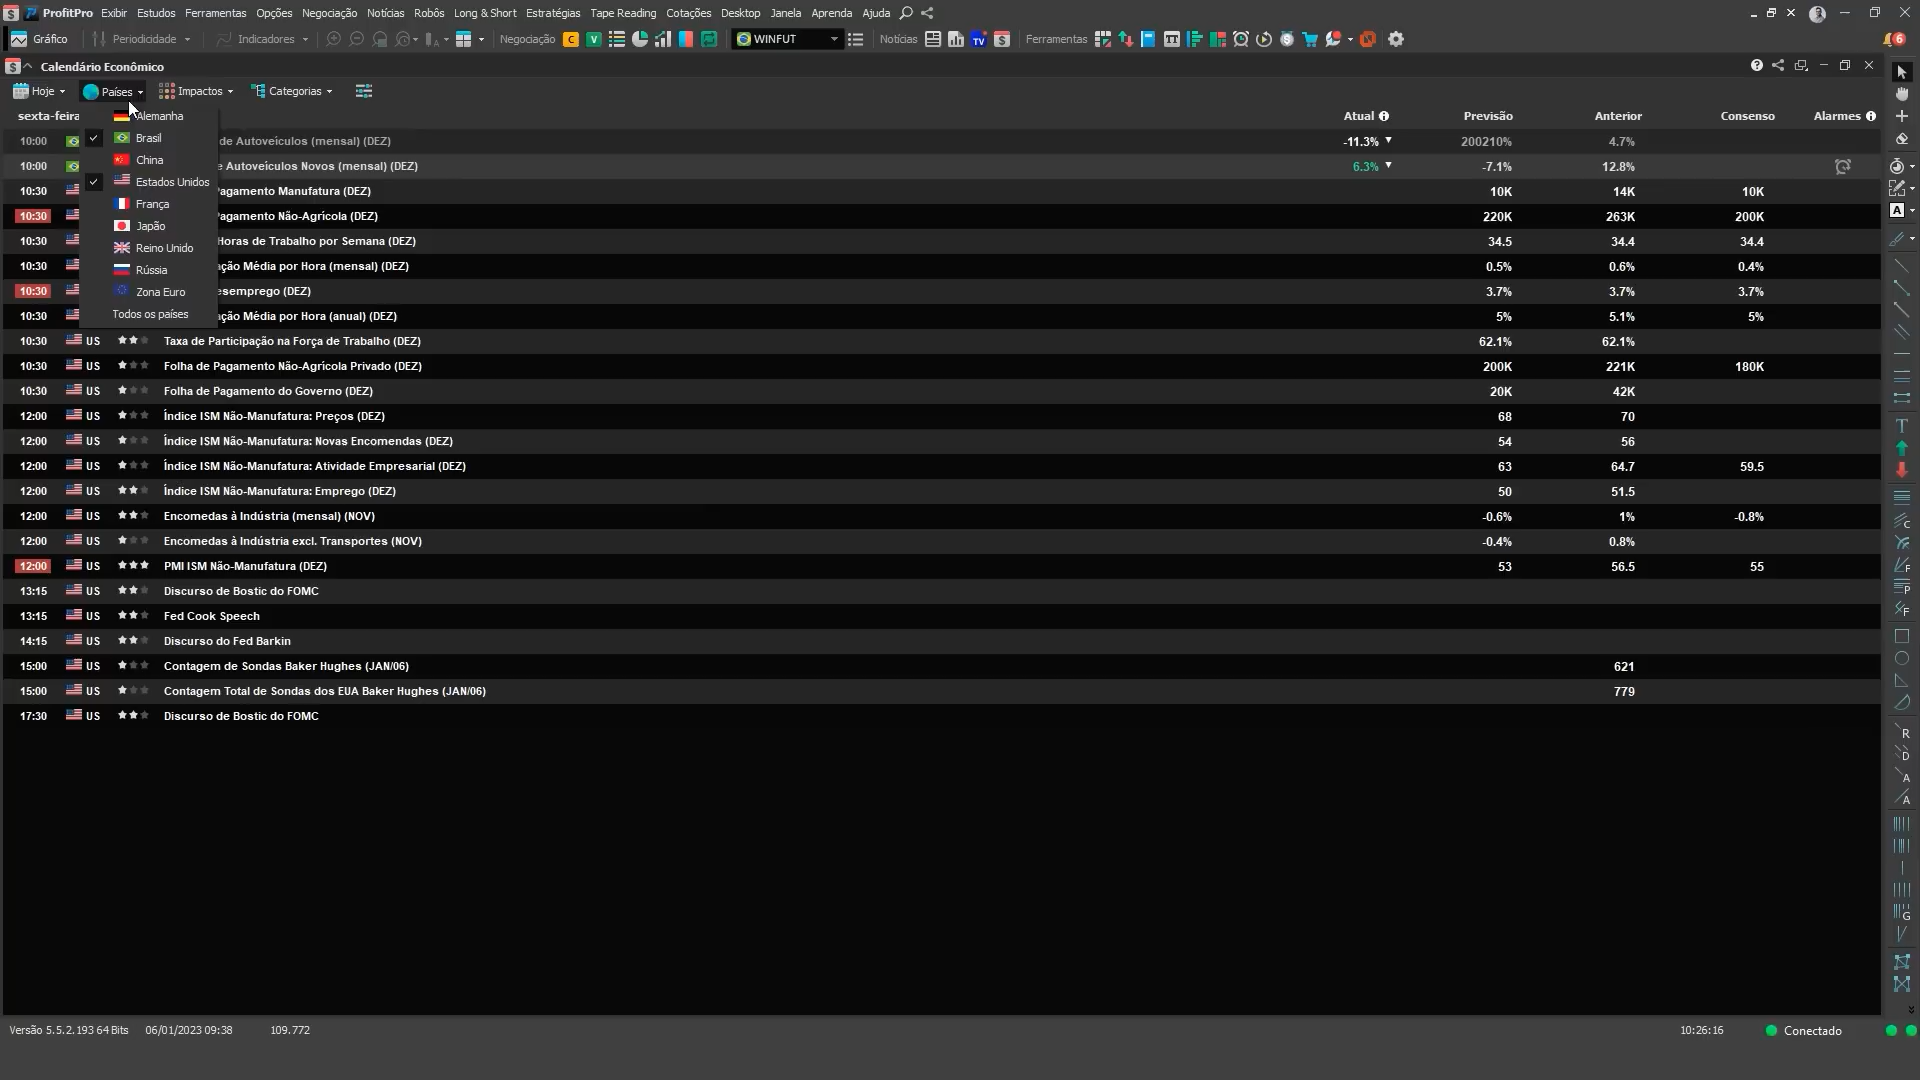 ProfitPro Exibir Estudos Ferramentas Opções Negociação Notícias Robôs Long & Short Estratégias Tape Reading Cotações Desktop Janela Aprenda Ajuda
Gráfico Periodicidade Indicadores Negociação C V WINFUT Notícias TV Ferramentas 6
Calendário Econômico
Hoje Países Impactos Categorias
sexta-feira Atual Previsão Anterior Consenso Alarmes
Alemanha
Brasil
China
Estados Unidos
França
Japão
Reino Unido
Rússia
Zona Euro
Todos os países
10:00 de Autoveículos (mensal) (DEZ) -11.3% 200210% 4.7%
10:00 e Autoveículos Novos (mensal) (DEZ) 6.3% -7.1% 12.8%
10:30 Pagamento Manufatura (DEZ) 10K 14K 10K
10:30 Pagamento Não-Agrícola (DEZ) 220K 263K 200K
10:30 Horas de Trabalho por Semana (DEZ) 34.5 34.4 34.4
10:30 ação Média por Hora (mensal) (DEZ) 0.5% 0.6% 0.4%
10:30 esemprego (DEZ) 3.7% 3.7% 3.7%
10:30 ação Média por Hora (anual) (DEZ) 5% 5.1% 5%
10:30 US Taxa de Participação na Força de Trabalho (DEZ) 62.1% 62.1%
10:30 US Folha de Pagamento Não-Agrícola Privado (DEZ) 200K 221K 180K
10:30 US Folha de Pagamento do Governo (DEZ) 20K 42K
12:00 US Índice ISM Não-Manufatura: Preços (DEZ) 68 70
12:00 US Índice ISM Não-Manufatura: Novas Encomendas (DEZ) 54 56
12:00 US Índice ISM Não-Manufatura: Atividade Empresarial (DEZ) 63 64.7 59.5
12:00 US Índice ISM Não-Manufatura: Emprego (DEZ) 50 51.5
12:00 US Encomedas à Indústria (mensal) (NOV) -0.6% 1% -0.8%
12:00 US Encomedas à Indústria excl. Transportes (NOV) -0.4% 0.8%
12:00 US PMI ISM Não-Manufatura (DEZ) 53 56.5 55
13:15 US Discurso de Bostic do FOMC
13:15 US Fed Cook Speech
14:15 US Discurso do Fed Barkin
15:00 US Contagem de Sondas Baker Hughes (JAN/06) 621
15:00 US Contagem Total de Sondas dos EUA Baker Hughes (JAN/06) 779
17:30 US Discurso de Bostic do FOMC
Versão 5.5.2.193 64 Bits 06/01/2023 09:38 109.772 10:26:16 Conectado